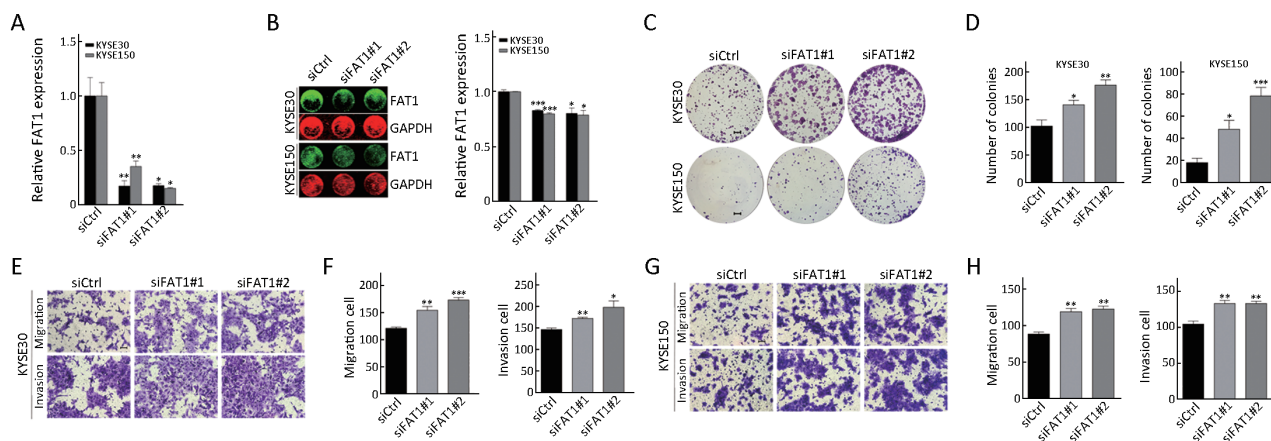 A
Relative FAT1 expression
1.5
1.0
0.5
0
KYSE30
KYSE150
**
**
*
*
siCtrl
siFAT1#1
siFAT1#2
B
siCtrl
siFAT1#1
siFAT1#2
KYSE30
FAT1
GAPDH
KYSE150
FAT1
GAPDH
Relative FAT1 expression
1.5
1.0
0.5
0
KYSE30
KYSE150
***
***
*
*
siCtrl
siFAT1#1
siFAT1#2
C
siCtrl
siFAT1#1
siFAT1#2
KYSE30
KYSE150
D
KYSE30
Number of colonies
200
150
100
50
0
*
**
siCtrl
siFAT1#1
siFAT1#2
KYSE150
Number of colonies
100
80
60
40
20
0
*
***
siCtrl
siFAT1#1
siFAT1#2
E
siCtrl
siFAT1#1
siFAT1#2
KYSE30
Migration
Invasion
F
Migration cell
200
150
100
50
0
**
***
siCtrl
siFAT1#1
siFAT1#2
Invasion cell
250
200
150
100
50
0
**
*
siCtrl
siFAT1#1
siFAT1#2
G
siCtrl
siFAT1#1
siFAT1#2
KYSE150
Migration
Invasion
H
Migration cell
150
100
50
0
**
**
siCtrl
siFAT1#1
siFAT1#2
Invasion cell
150
100
50
0
**
**
siCtrl
siFAT1#1
siFAT1#2